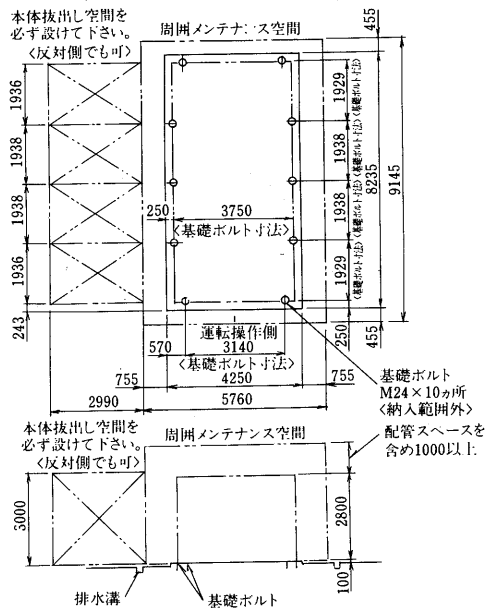 本体抜出し空間を
必ず設けて下さい。
<反対側でも可>
周囲メンテナンス空間
455
1936
1938
1938
1936
243
1929
<基礎ボルト寸法>
1938
<基礎ボルト寸法>
1938
<基礎ボルト寸法>
1929
<基礎ボルト寸法>
8235
9145
250
3750
<基礎ボルト寸法>
運転操作側
570
3140
<基礎ボルト寸法>
250
455
755
4250
755
2990
5760
基礎ボルト
M24×10ヵ所
<納入範囲外>
本体抜出し空間を
必ず設けて下さい。
<反対側でも可>
周囲メンテナンス空間
配管スペースを
含め1000以上
3000
2800
100
排水溝
基礎ボルト